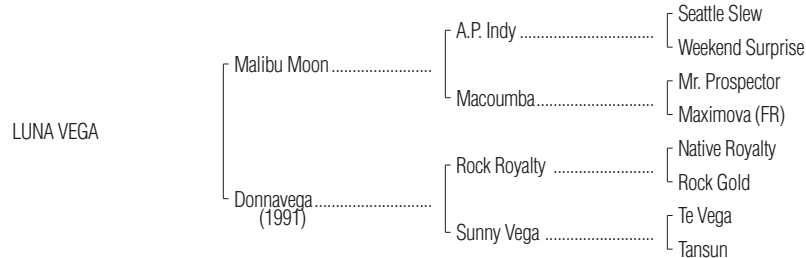 Seattle Slew
A.P. Indy ................................
Weekend Surprise
Malibu Moon ........................
Mr. Prospector
Macoumba ............................
Maximova (FR)
LUNA VEGA
Native Royalty
Rock Royalty ........................
Rock Gold
Donnavega ............................
(1991)
Te Vega
Sunny Vega ..........................
Tansun